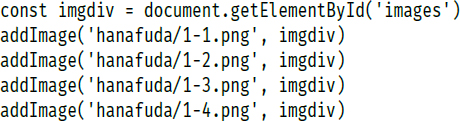 const imgdiv = document.getElementById('images')
addImage('hanafuda/1-1.png', imgdiv)
addImage('hanafuda/1-2.png', imgdiv)
addImage('hanafuda/1-3.png', imgdiv)
addImage('hanafuda/1-4.png', imgdiv)